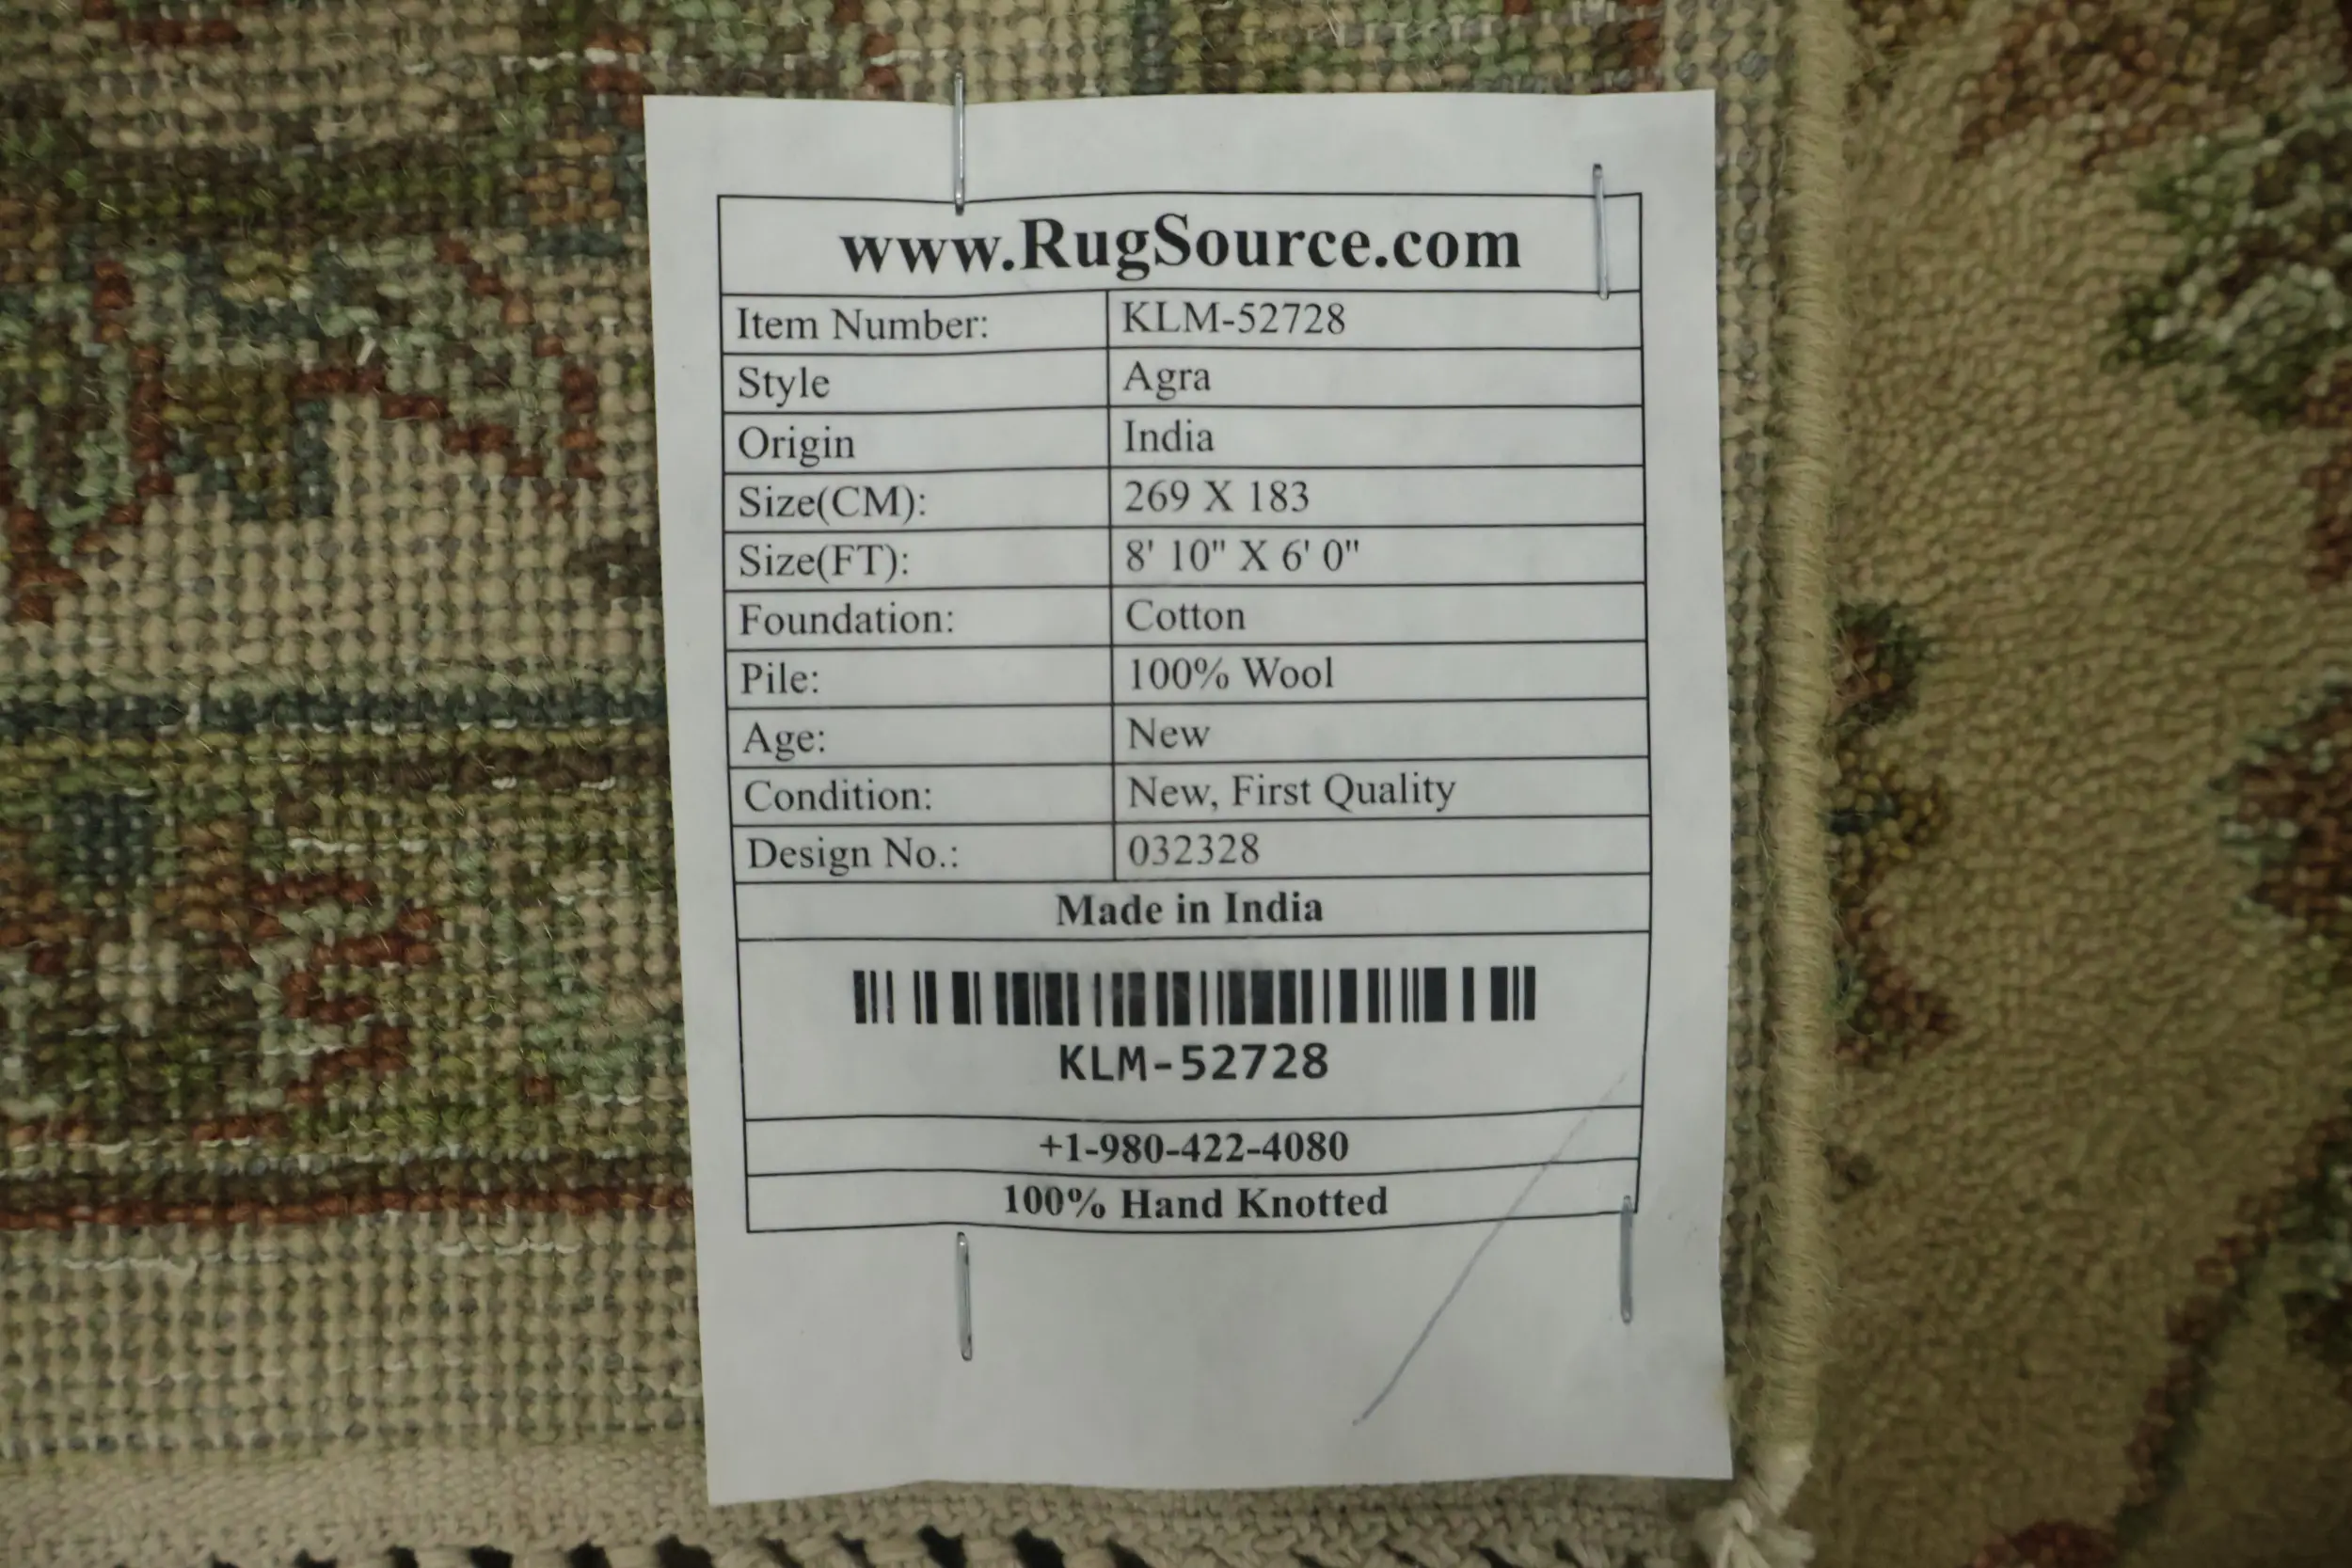 www.RugSource.com
Item Number: KLM-52728
Style Agra
Origin India
Size(CM): 269 X 183
Size(FT): 8' 10" X 6' 0"
Foundation: Cotton
Pile: 100% Wool
Age: New
Condition: New, First Quality
Design No.: 032328
Made in India
KLM-52728
+1-980-422-4080
100% Hand Knotted